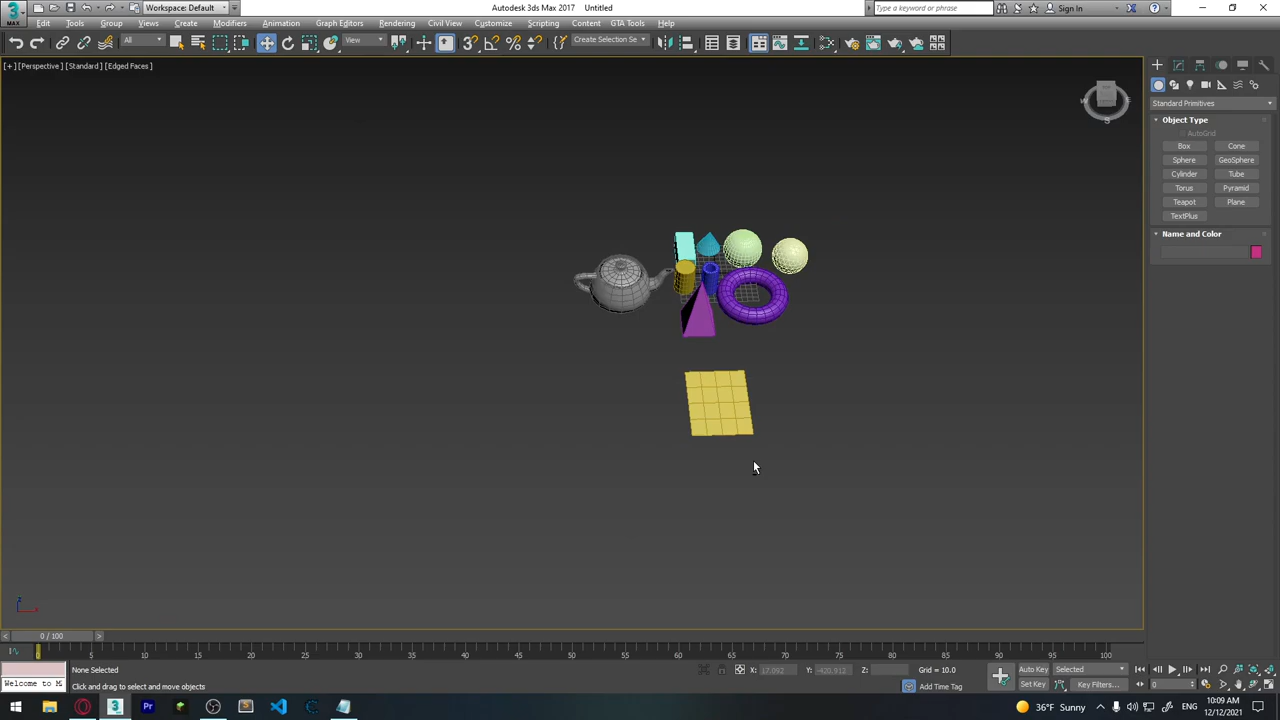 Autodesk 3ds Max 2017 Untitled
Workspace: Default
Type a keyword or phrase
Sign In
3 MAX
Edit Tools Group Views Create Modifiers Animation Graph Editors Rendering Civil View Customize Scripting Content GTA Tools Help
All
View
Create Selection Se
[+] [Perspective] [Standard] [Edged Faces]
Standard Primitives
Object Type
AutoGrid
Box Cone
Sphere GeoSphere
Cylinder Tube
Torus Pyramid
Teapot Plane
TextPlus
Name and Color
0 / 100
0 5 10 15 20 25 30 35 40 45 50 55 60 65 70 75 80 85 90 95 100
None Selected
X: 17.092 Y: -420.912 Z:
Grid = 10.0
Auto Key Selected
Welcome to M
Click and drag to select and move objects
Add Time Tag
Set Key Key Filters...
0
36°F Sunny
ENG
10:09 AM
12/12/2021